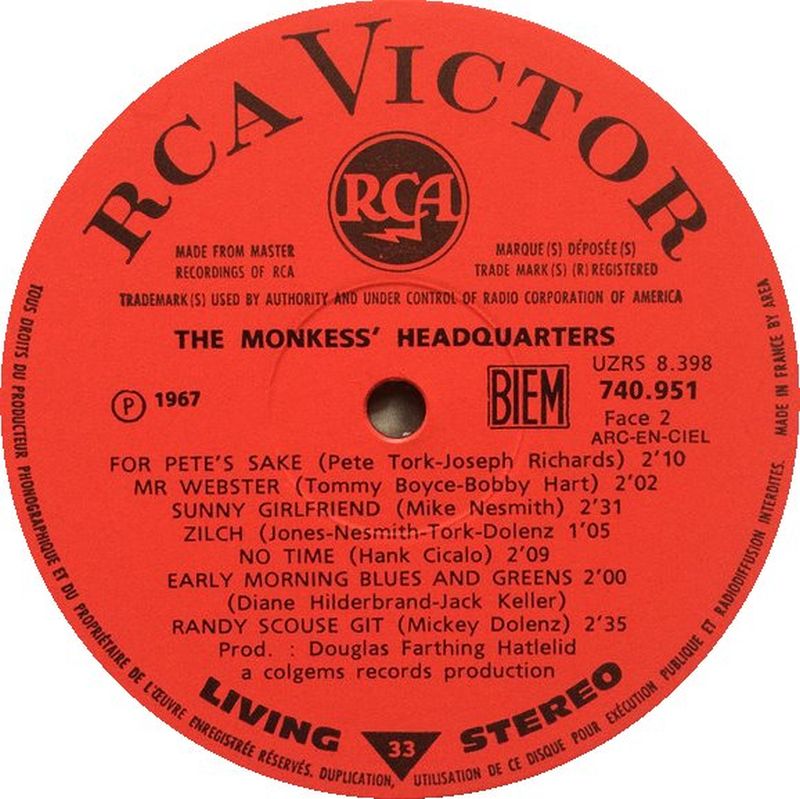 RCA VICTOR
RCA
MADE FROM MASTER
RECORDINGS OF RCA
MARQUE(S) DÉPOSÉE(S)
TRADE MARK(S) (R) REGISTERED
TRADEMARK(S) USED BY AUTHORITY AND UNDER CONTROL OF RADIO CORPORATION OF AMERICA
THE MONKESS' HEADQUARTERS
UZRS 8.398
P 1967
BIEM
740.951
Face 2
ARC-EN-CIEL
FOR PETE'S SAKE (Pete Tork-Joseph Richards) 2'10
MR WEBSTER (Tommy Boyce-Bobby Hart) 2'02
SUNNY GIRLFRIEND (Mike Nesmith) 2'31
ZILCH (Jones-Nesmith-Tork-Dolenz 1'05
NO TIME (Hank Cicalo) 2'09
EARLY MORNING BLUES AND GREENS 2'00
(Diane Hilderbrand-Jack Keller)
RANDY SCOUSE GIT (Mickey Dolenz) 2'35
Prod. : Douglas Farthing Hatlelid
a colgems records production
LIVING 33 STEREO
TOUS DROITS DU PRODUCTEUR PHONOGRAPHIQUE ET DU PROPRIÉTAIRE DE L'ŒUVRE ENREGISTRÉE RÉSERVÉS. DUPLICATION, UTILISATION DE CE DISQUE POUR EXÉCUTION PUBLIQUE ET RADIODIFFUSION INTERDITES. MADE IN FRANCE BY AREA